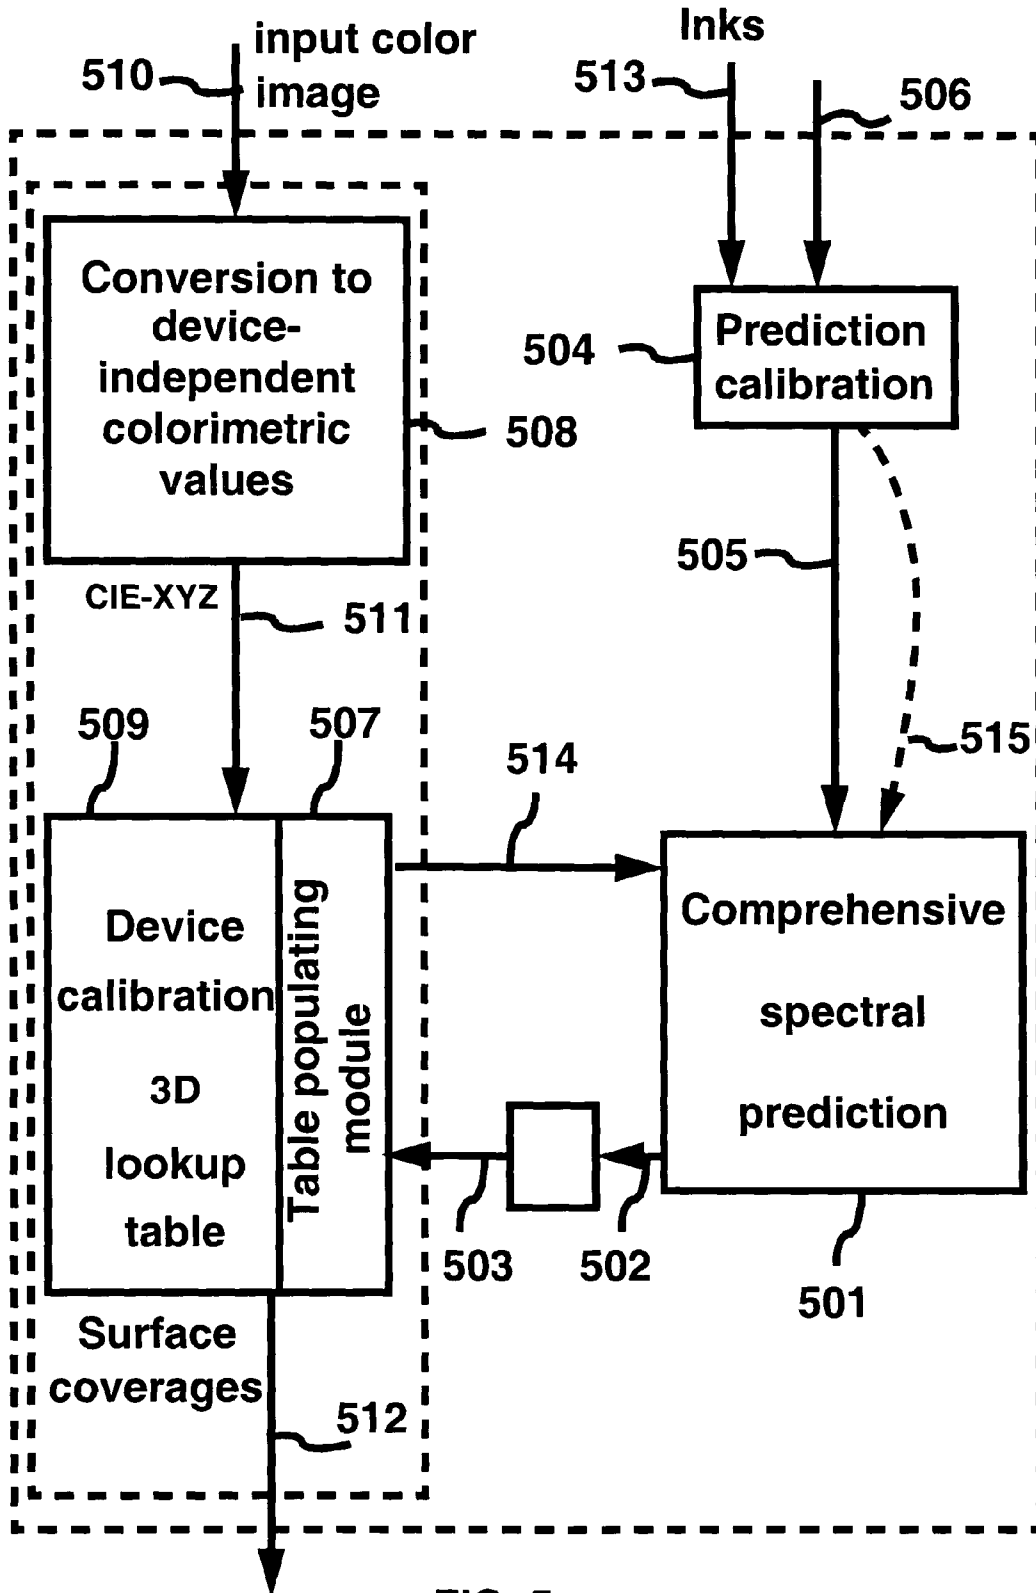 input color
image
510
Inks
513
506
Conversion to
device-
independent
colorimetric
values
508
Prediction
calibration
504
505
515
CIE-XYZ
511
509
507
514
Device
calibration
3D
lookup
table
Table populating
module
Comprehensive
spectral
prediction
503
502
501
Surface
coverages
512